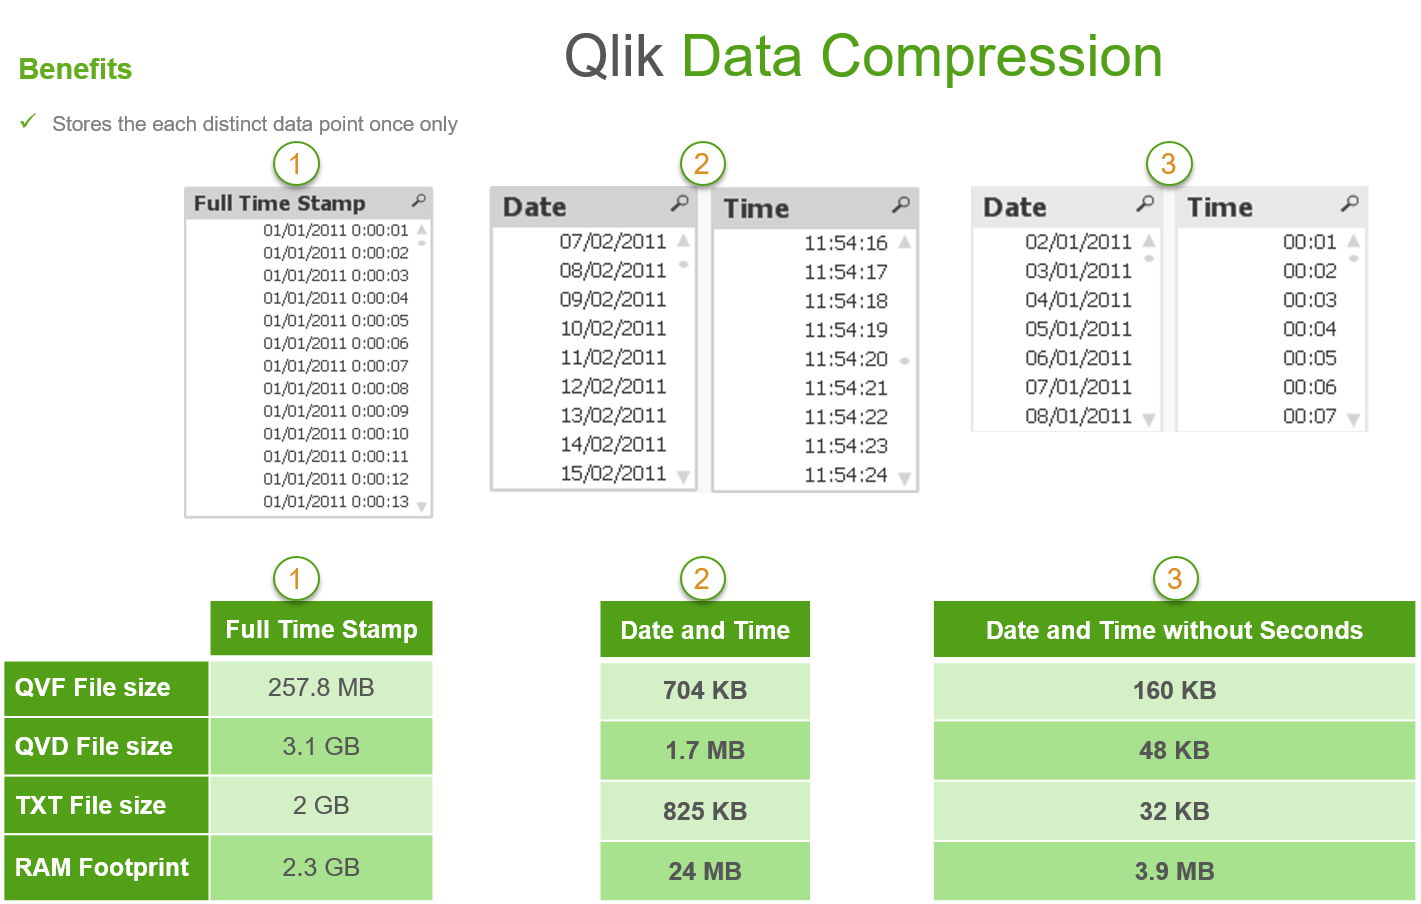 Qlik Data Compression
Benefits
✓ Stores the each distinct data point once only
1
Full Time Stamp
01/01/2011 0:00:01
01/01/2011 0:00:02
01/01/2011 0:00:03
01/01/2011 0:00:04
01/01/2011 0:00:05
01/01/2011 0:00:06
01/01/2011 0:00:07
01/01/2011 0:00:08
01/01/2011 0:00:09
01/01/2011 0:00:10
01/01/2011 0:00:11
01/01/2011 0:00:12
01/01/2011 0:00:13
2
Date Time
07/02/2011 11:54:16
08/02/2011 11:54:17
09/02/2011 11:54:18
10/02/2011 11:54:19
11/02/2011 11:54:20
12/02/2011 11:54:21
13/02/2011 11:54:22
14/02/2011 11:54:23
15/02/2011 11:54:24
3
Date Time
02/01/2011 00:01
03/01/2011 00:02
04/01/2011 00:03
05/01/2011 00:04
06/01/2011 00:05
07/01/2011 00:06
08/01/2011 00:07
1 2 3
Full Time Stamp Date and Time Date and Time without Seconds
QVF File size 257.8 MB 704 KB 160 KB
QVD File size 3.1 GB 1.7 MB 48 KB
TXT File size 2 GB 825 KB 32 KB
RAM Footprint 2.3 GB 24 MB 3.9 MB